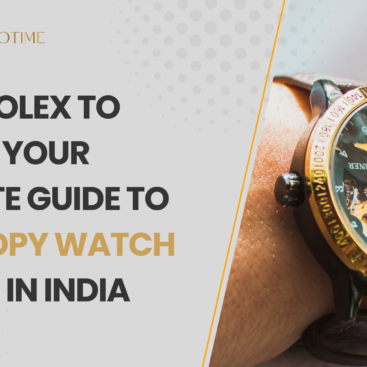 OTIME
OLEX TO
YOUR
TE GUIDE TO
OPY WATCH
IN INDIA